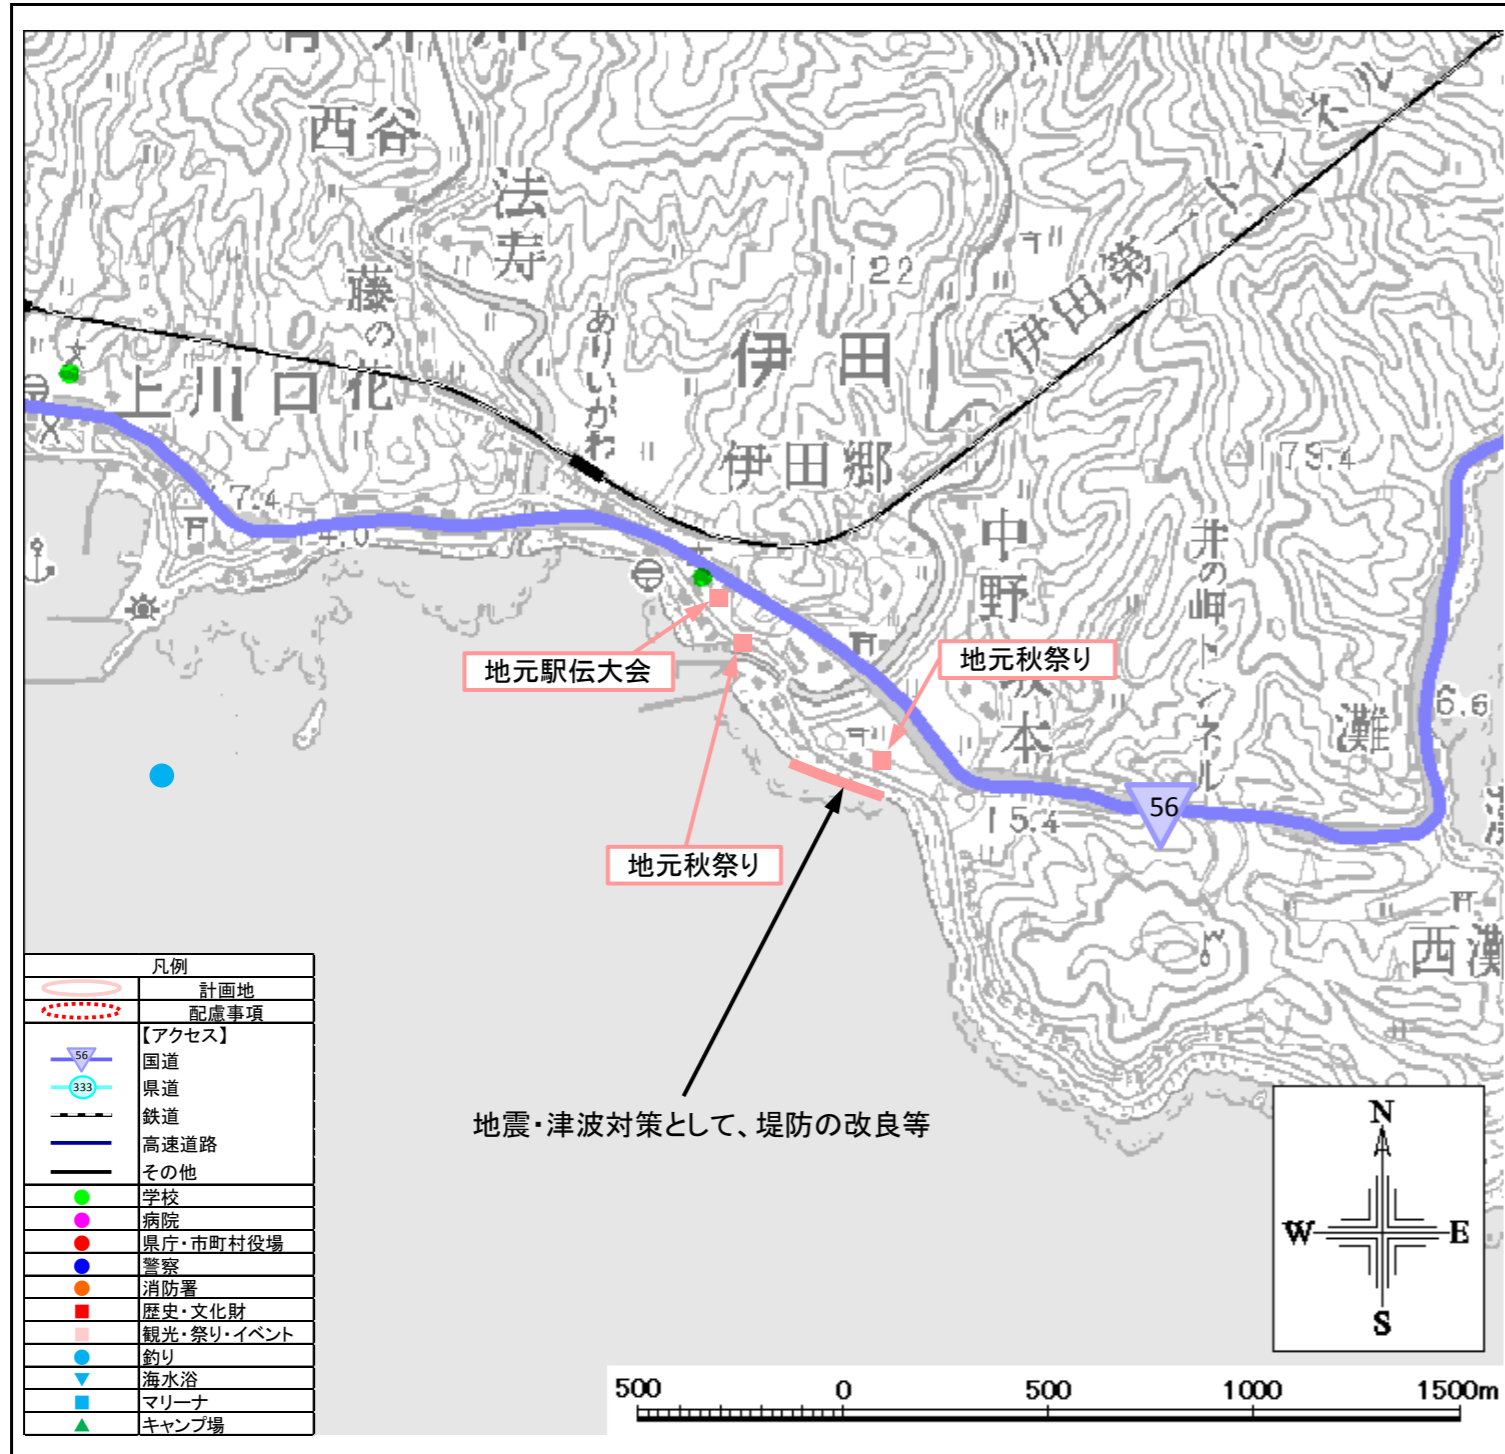 西谷
法寿
藤の花
122
伊田第一トンネル
ありいがわ
伊田
上川口
伊田郷
79.4
7.4
4.0
中野
井の岬トンネル
地元駅伝大会
地元秋祭り
本
灘
6.6
56
15.4
地元秋祭り
西灘
地震・津波対策として、堤防の改良等
凡例
計画地
配慮事項
【アクセス】
56
国道
333
県道
鉄道
高速道路
その他
学校
病院
県庁・市町村役場
警察
消防署
歴史・文化財
観光・祭り・イベント
釣り
海水浴
マリーナ
キャンプ場
N
W
E
S
500
0
500
1000
1500m